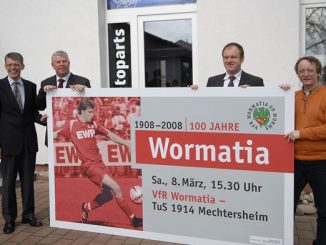 toparts
1908–2008 | 100 JAHRE
Wormatia
Sa., 8. März, 15.30 Uhr
VfR Wormatia –
TuS 1914 Mechtersheim
EWR
EWR